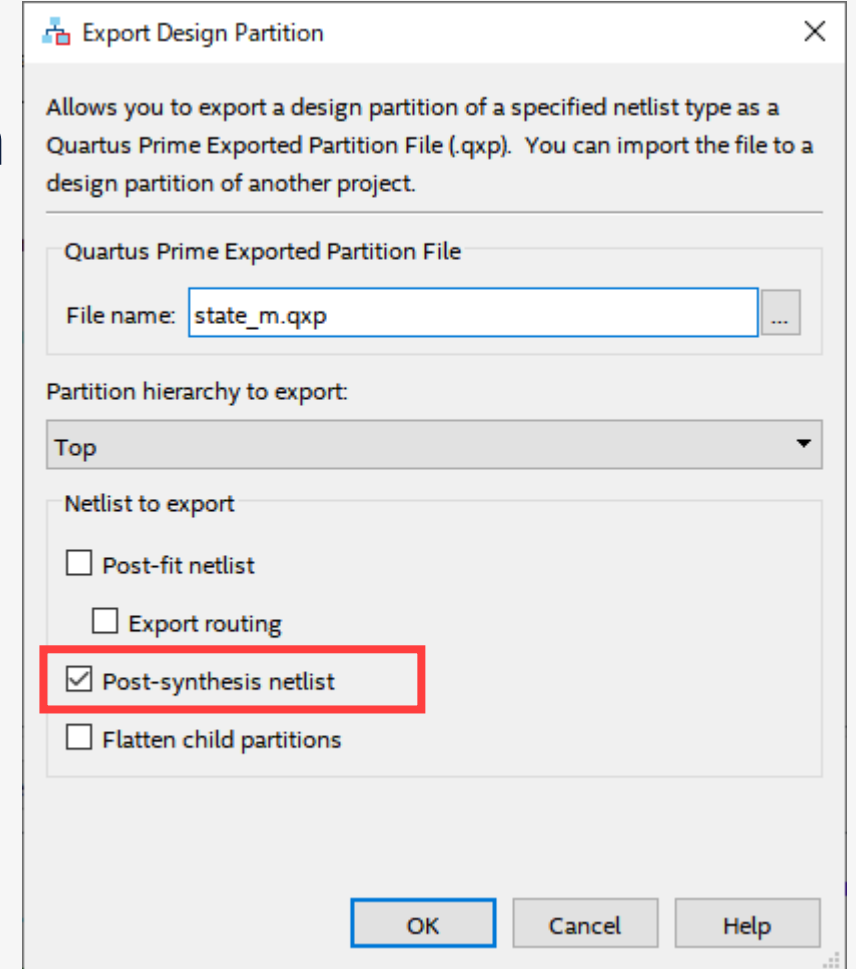 Export Design Partition
Allows you to export a design partition of a specified netlist type as a
Quartus Prime Exported Partition File (.qxp).  You can import the file to a
design partition of another project.
Quartus Prime Exported Partition File
File name: state_m.qxp ...
Partition hierarchy to export:
Top
Netlist to export
Post-fit netlist
Export routing
Post-synthesis netlist
Flatten child partitions
OK Cancel Help